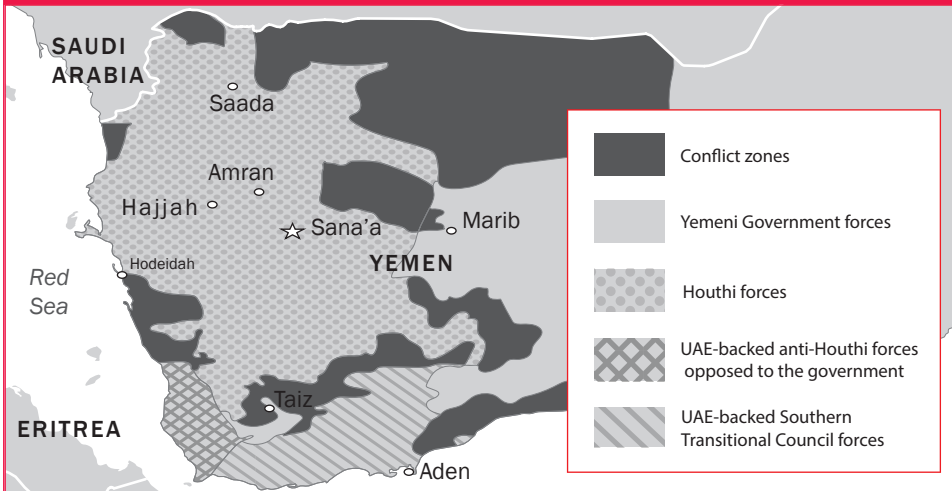 SAUDI
ARABIA
Saada
Amran
Hajjah
Sana’a
Marib
YEMEN
Hodeidah
Red
Sea
Taiz
ERITREA
Aden
Conflict zones
Yemeni Government forces
Houthi forces
UAE-backed anti-Houthi forces
opposed to the government
UAE-backed Southern
Transitional Council forces